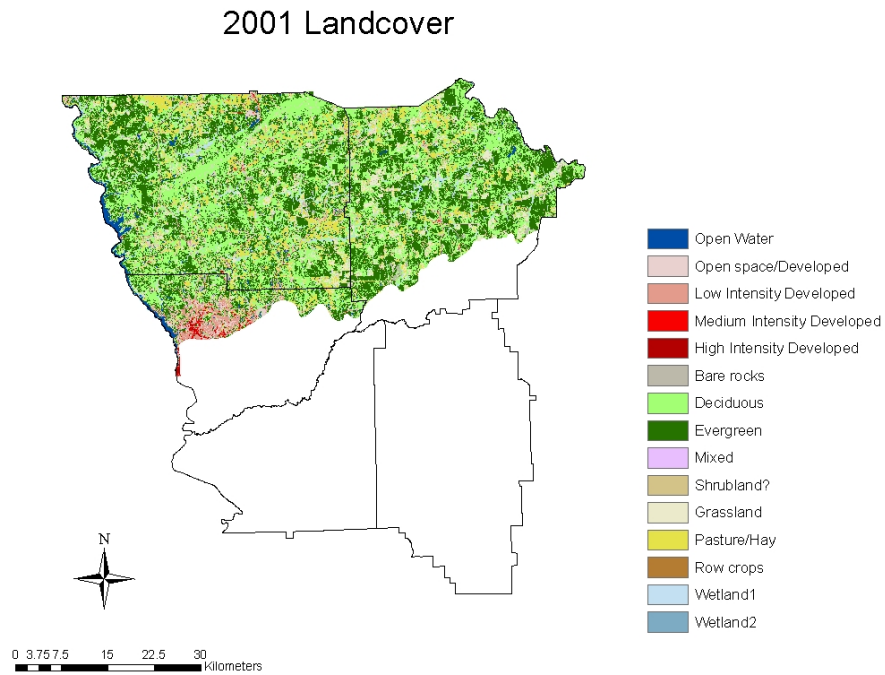 2001 Landcover
Open Water
Open space/Developed
Low Intensity Developed
Medium Intensity Developed
High Intensity Developed
Bare rocks
Deciduous
Evergreen
Mixed
Shrubland?
Grassland
Pasture/Hay
Row crops
Wetland1
Wetland2
N
0 3.75 7.5 15 22.5 30
Kilometers